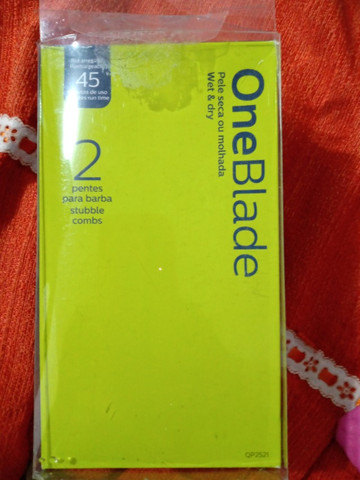 45
2
pentes
para barba
stubble
combs
OneBlade
Pele seca ou molhada
Wet & dry
QP2521